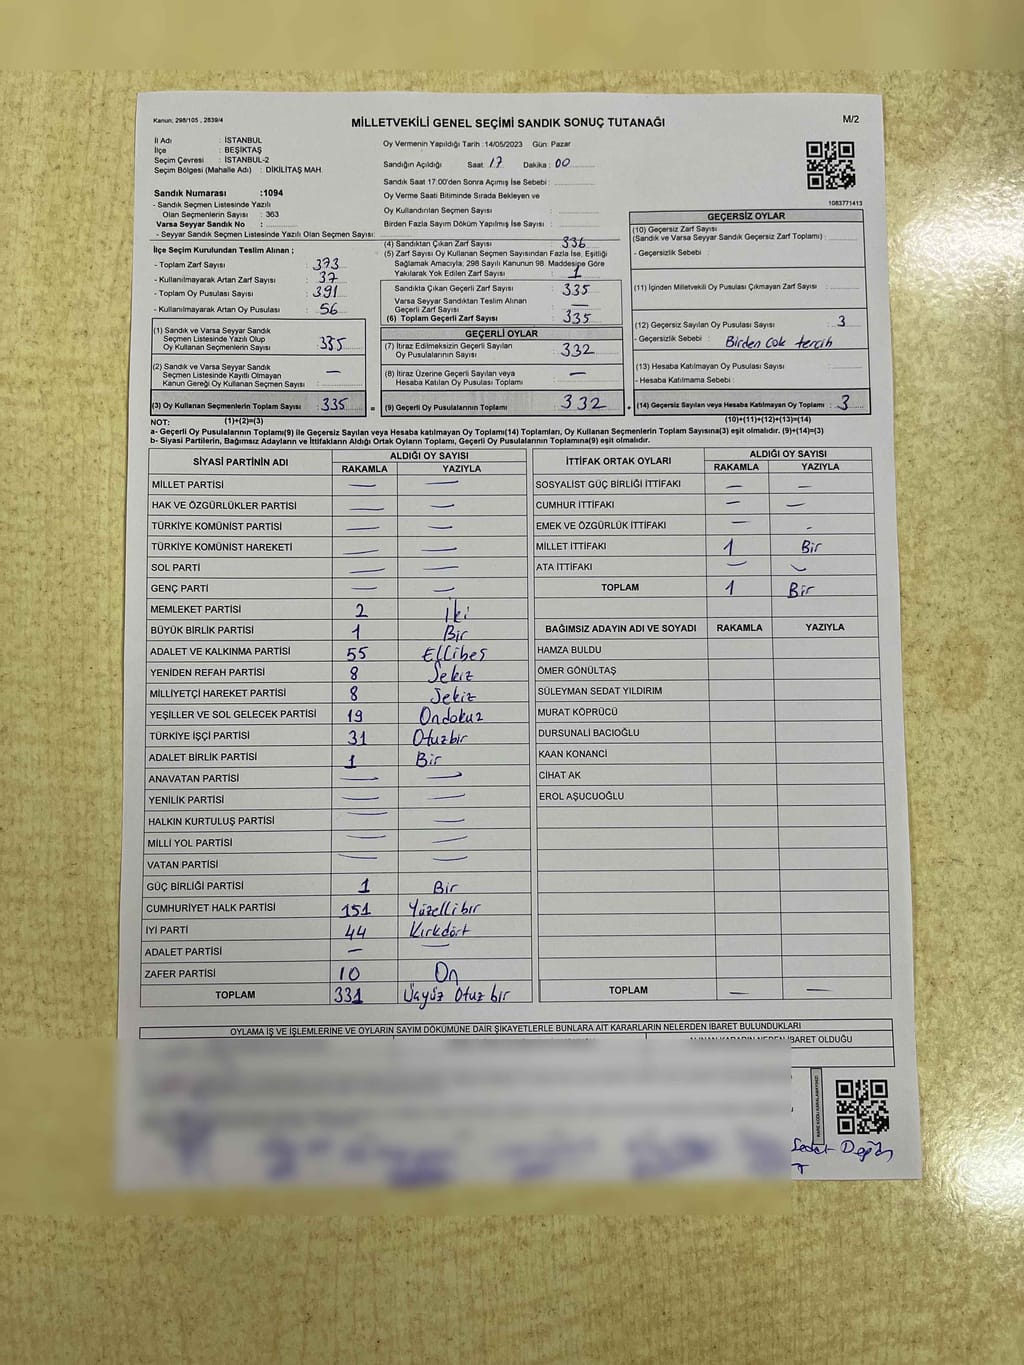 Kanun; 298/105 , 2839/4
MİLLETVEKİLİ GENEL SEÇİMİ SANDIK SONUÇ TUTANAĞI
M/2
İl Adı : İSTANBUL
İlçe : BEŞİKTAŞ
Seçim Çevresi : İSTANBUL-2
Seçim Bölgesi (Mahalle Adı) : DİKİLİTAŞ MAH.
Sandık Numarası :1094
- Sandık Seçmen Listesinde Yazılı
Olan Seçmenlerin Sayısı : 363
Varsa Seyyar Sandık No :
- Seyyar Sandık Seçmen Listesinde Yazılı Olan Seçmen Sayısı:
Oy Vermenin Yapıldığı Tarih :14/05/2023 Gün: Pazar
Sandığın Açıldığı Saat: 17 Dakika : 00
Sandık Saat 17:00'den Sonra Açımış İse Sebebi :
Oy Verme Saati Bitiminde Sırada Bekleyen ve
Oy Kullandırılan Seçmen Sayısı :
Birden Fazla Sayım Döküm Yapılmış İse Sayısı :
1083771413
İlçe Seçim Kurulundan Teslim Alınan ;
- Toplam Zarf Sayısı : 373
- Kullanılmayarak Artan Zarf Sayısı : 37
- Toplam Oy Pusulası Sayısı : 391
- Kullanılmayarak Artan Oy Pusulası : 56
(4) Sandıktan Çıkan Zarf Sayısı : 336
(5) Zarf Sayısı Oy Kullanan Seçmen Sayısından Fazla İse, Eşitliği
Sağlamak Amacıyla; 298 Sayılı Kanunun 98. Maddesine Göre
Yakılarak Yok Edilen Zarf Sayısı : 1
Sandıkta Çıkan Geçerli Zarf Sayısı : 335
Varsa Seyyar Sandıktan Teslim Alınan
Geçerli Zarf Sayısı : —
(6) Toplam Geçerli Zarf Sayısı : 335
GEÇERSİZ OYLAR
(10) Geçersiz Zarf Sayısı
(Sandık ve Varsa Seyyar Sandık Geçersiz Zarf Toplamı) :
- Geçersiz Sebebi :
(11) İçinden Milletvekili Oy Pusulası Çıkmayan Zarf Sayısı :
(12) Geçersiz Sayılan Oy Pusulası Sayısı : 3
- Geçersizlik Sebebi : Birden çok tercih
(13) Hesaba Katılmayan Oy Pusulası Sayısı :
- Hesaba Katılmama Sebebi :
(14) Geçersiz Sayılan veya Hesaba Katılmayan Oy Toplamı : 3
(1) Sandık ve Varsa Seyyar Sandık
Seçmen Listesinde Yazılı Olup
Oy Kullanan Seçmenlerin Sayısı : 335
(2) Sandık ve Varsa Seyyar Sandık
Seçmen Listesinde Kayıtlı Olmayan
Kanun Gereği Oy Kullanan Seçmen Sayısı : —
(3) Oy Kullanan Seçmenlerin Toplam Sayısı : 335
GEÇERLİ OYLAR
(7) İtiraz Edilmeksizin Geçerli Sayılan
Oy Pusulalarının Sayısı : 332
(8) İtiraz Üzerine Geçerli Sayılan veya
Hesaba Katılan Oy Pusulası Toplamı : —
(9) Geçerli Oy Pusulalarının Toplamı : 332
NOT: (1)+(2)=(3)
(10)+(11)+(12)+(13)=(14)
a- Geçerli Oy Pusulalarının Toplamı(9) ile Geçersiz Sayılan veya Hesaba Katılmayan Oy Toplamı(14) Toplamları, Oy Kullanan Seçmenlerin Toplam Sayısına(3) eşit olmalıdır. (9)+(14)=(3)
b- Siyasi Partilerin, Bağımsız Adayların ve İttifakların Aldığı Ortak Oyların Toplamı, Geçerli Oy Pusulalarının Toplamına(9) eşit olmalıdır.
SİYASİ PARTİNİN ADI ALDIĞI OY SAYISI
RAKAMLA YAZIYLA
MİLLET PARTİSİ — —
HAK VE ÖZGÜRLÜKLER PARTİSİ — —
TÜRKİYE KOMÜNİST PARTİSİ — —
TÜRKİYE KOMÜNİST HAREKETİ — —
SOL PARTİ — —
GENÇ PARTİ — —
MEMLEKET PARTİSİ 2 İki
BÜYÜK BİRLİK PARTİSİ 1 Bir
ADALET VE KALKINMA PARTİSİ 55 Ellibeş
YENİDEN REFAH PARTİSİ 8 Sekiz
MİLLİYETÇİ HAREKET PARTİSİ 8 Sekiz
YEŞİLLER VE SOL GELECEK PARTİSİ 19 Ondokuz
TÜRKİYE İŞÇİ PARTİSİ 31 Otuzbir
ADALET BİRLİK PARTİSİ 1 Bir
ANAVATAN PARTİSİ — —
YENİLİK PARTİSİ — —
HALKIN KURTULUŞ PARTİSİ — —
MİLLİ YOL PARTİSİ — —
VATAN PARTİSİ — —
GÜÇ BİRLİĞİ PARTİSİ 1 Bir
CUMHURİYET HALK PARTİSİ 151 Yüzellibir
İYİ PARTİ 44 Kırkdört
ADALET PARTİSİ — —
ZAFER PARTİSİ 10 On
TOPLAM 331 Üçyüz Otuz bir
İTTİFAK ORTAK OYLARI ALDIĞI OY SAYISI
RAKAMLA YAZIYLA
SOSYALİST GÜÇ BİRLİĞİ İTTİFAKI — —
CUMHUR İTTİFAKI — —
EMEK VE ÖZGÜRLÜK İTTİFAKI — -
MİLLET İTTİFAKI 1 Bir
ATA İTTİFAKI — —
TOPLAM 1 Bir
BAĞIMSIZ ADAYIN ADI VE SOYADI RAKAMLA YAZIYLA
HAMZA BULDU
ÖMER GÖNÜLTAŞ
SÜLEYMAN SEDAT YILDIRIM
MURAT KÖPRÜCÜ
DURSUNALİ BACIOĞLU
KAAN KONANCİ
CİHAT AK
EROL AŞUCUOĞLU
TOPLAM — —
OYLAMA İŞ VE İŞLEMLERİNE VE OYLARIN SAYIM DÖKÜMÜNE DAİR ŞİKAYETLERLE BUNLARA AİT KARARLARIN NELERDEN İBARET BULUNDUKLARI
ALINAN KARARIN NEDEN İBARET OLDUĞU
Sedat